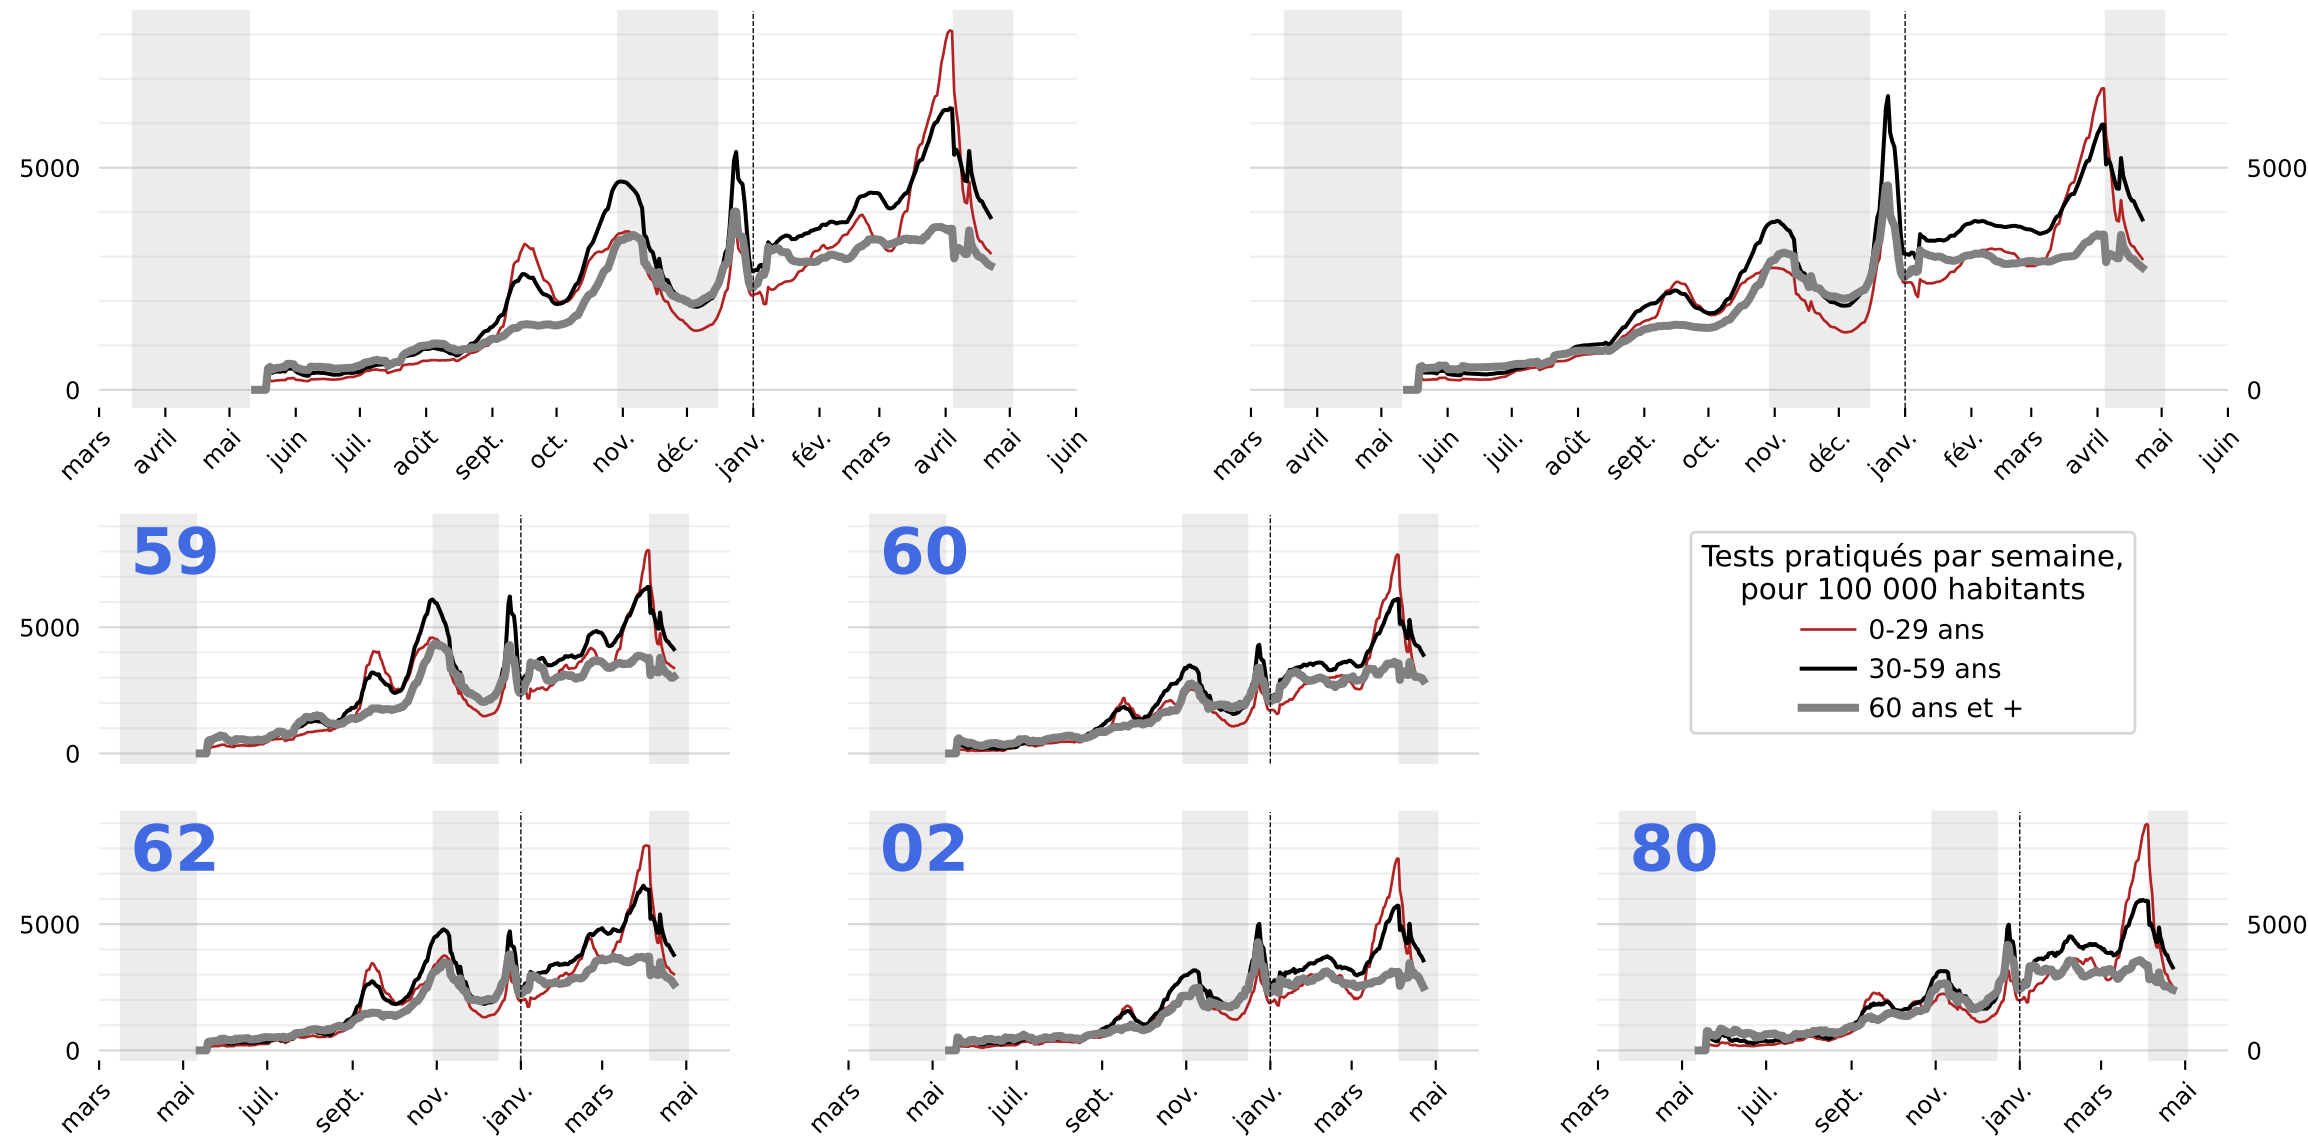 5000
0
mars avril mai juin juil. août sept. oct. nov. déc. janv. fév. mars avril mai juin
5000
0
mars avril mai juin juil. août sept. oct. nov. déc. janv. fév. mars avril mai juin
59
5000
0
60
Tests pratiqués par semaine,
pour 100 000 habitants
0-29 ans
30-59 ans
60 ans et +
62
5000
0
mars mai juil. sept. nov. janv. mars mai
02
mars mai juil. sept. nov. janv. mars mai
80
5000
0
mars mai juil. sept. nov. janv. mars mai